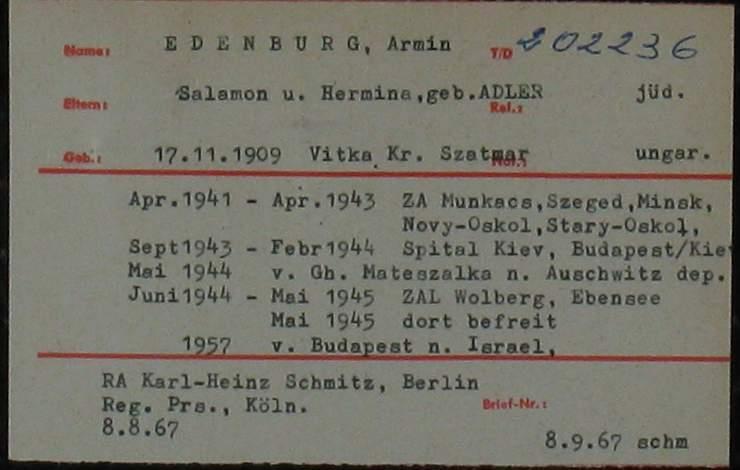 Name: E D E N B U R G, Armin T/D 202236
Eltern: Salamon u. Hermina,geb.ADLER Rel.: jüd.
Geb.: 17.11.1909 Vitka Kr. Szatmar Nat.: ungar.
Apr.1941 - Apr.1943 ZA Munkacs,Szeged,Minsk,
Novy-Oskol,Stary-Oskol,
Sept1943 - Febr1944 Spital Kiev, Budapest/Kie
Mai 1944 v. Gh. Mateszalka n. Auschwitz dep.
Juni1944 - Mai 1945 ZAL Wolberg, Ebensee
Mai 1945 dort befreit
1957 v. Budapest n. Israel,
RA Karl-Heinz Schmitz, Berlin
Reg. Prs., Köln. Brief-Nr.:
8.8.67
8.9.67 schm